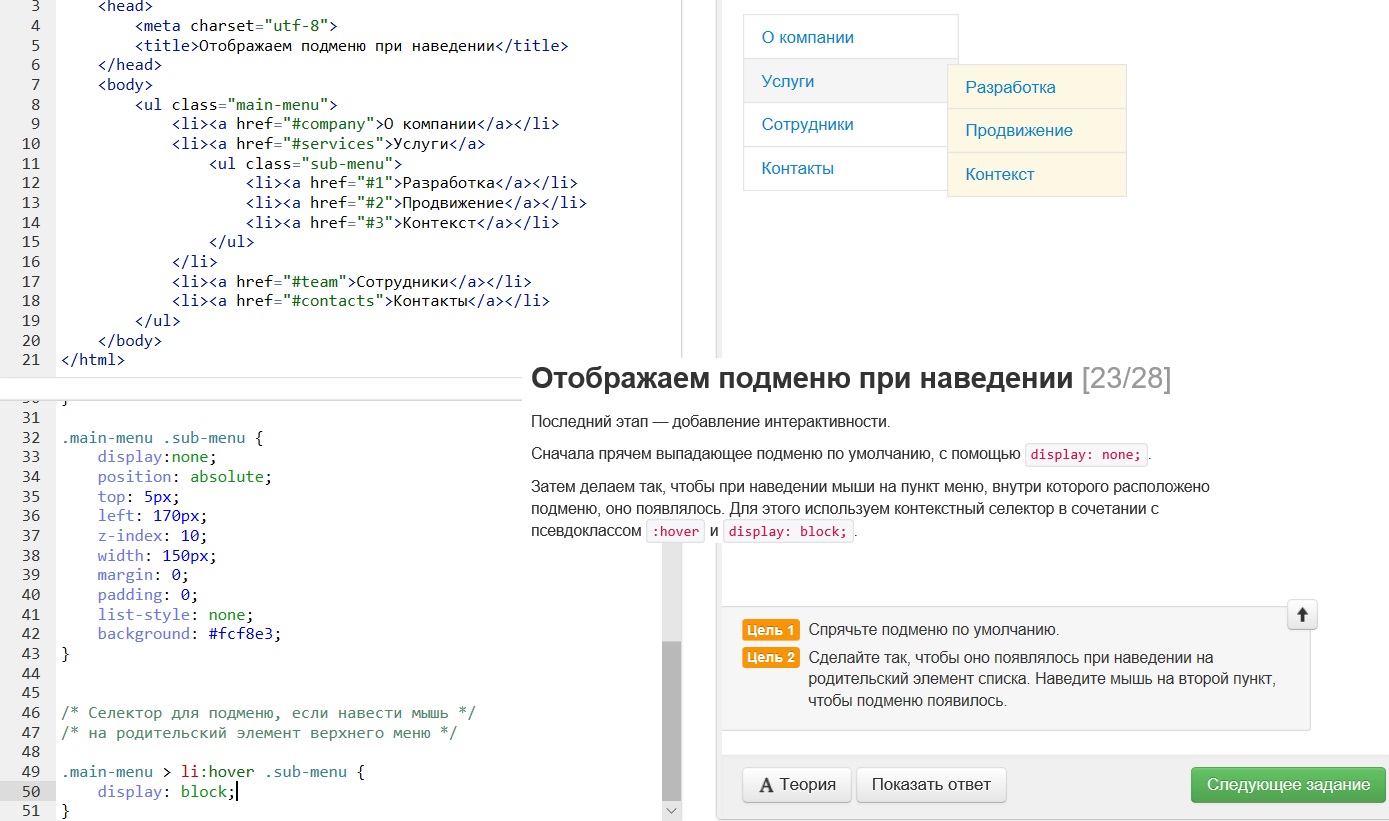 3 <head>
4 <meta charset="utf-8">
5 <title>Отображаем подменю при наведении</title>
6 </head>
7 <body>
8 <ul class="main-menu">
9 <li><a href="#company">О компании</a></li>
10 <li><a href="#services">Услуги</a>
11 <ul class="sub-menu">
12 <li><a href="#1">Разработка</a></li>
13 <li><a href="#2">Продвижение</a></li>
14 <li><a href="#3">Контекст</a></li>
15 </ul>
16 </li>
17 <li><a href="#team">Сотрудники</a></li>
18 <li><a href="#contacts">Контакты</a></li>
19 </ul>
20 </body>
21 </html>
О компании
Услуги
Сотрудники
Контакты
Разработка
Продвижение
Контекст
Отображаем подменю при наведении [23/28]
Последний этап — добавление интерактивности.
Сначала прячем выпадающее подменю по умолчанию, с помощью display: none; .
Затем делаем так, чтобы при наведении мыши на пункт меню, внутри которого расположено
подменю, оно появлялось. Для этого используем контекстный селектор в сочетании с
псевдоклассом :hover и display: block; .
31
32 .main-menu .sub-menu {
33 display:none;
34 position: absolute;
35 top: 5px;
36 left: 170px;
37 z-index: 10;
38 width: 150px;
39 margin: 0;
40 padding: 0;
41 list-style: none;
42 background: #fcf8e3;
43 }
44
45
46 /* Селектор для подменю, если навести мышь */
47 /* на родительский элемент верхнего меню */
48
49 .main-menu > li:hover .sub-menu {
50 display: block;
51 }
Цель 1 Спрячьте подменю по умолчанию.
Цель 2 Сделайте так, чтобы оно появлялось при наведении на
родительский элемент списка. Наведите мышь на второй пункт,
чтобы подменю появилось.
A Теория
Показать ответ
Следующее задание